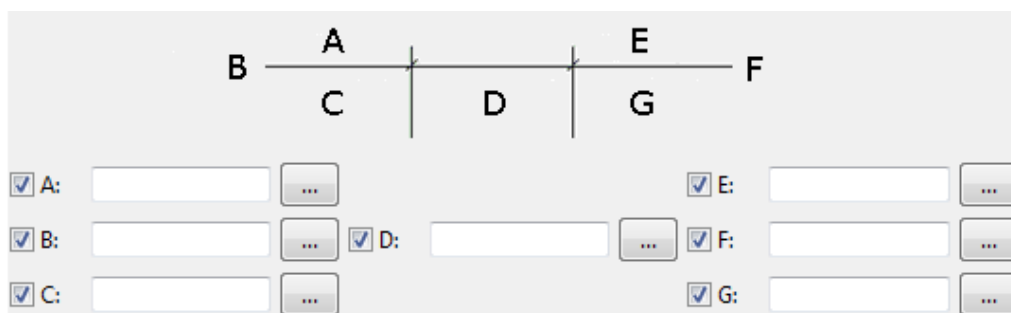 A E
B F
C D G
A: ... E: ...
B: ... D: ... F: ...
C: ... G: ...